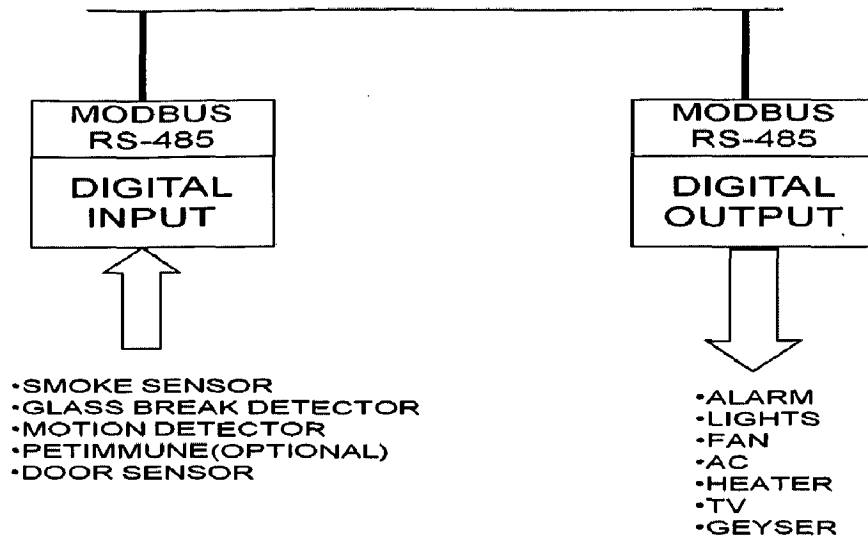 MODBUS
RS-485
DIGITAL
INPUT
•SMOKE SENSOR
•GLASS BREAK DETECTOR
•MOTION DETECTOR
•PETIMMUNE(OPTIONAL)
•DOOR SENSOR
MODBUS
RS-485
DIGITAL
OUTPUT
•ALARM
•LIGHTS
•FAN
•AC
•HEATER
•TV
•GEYSER